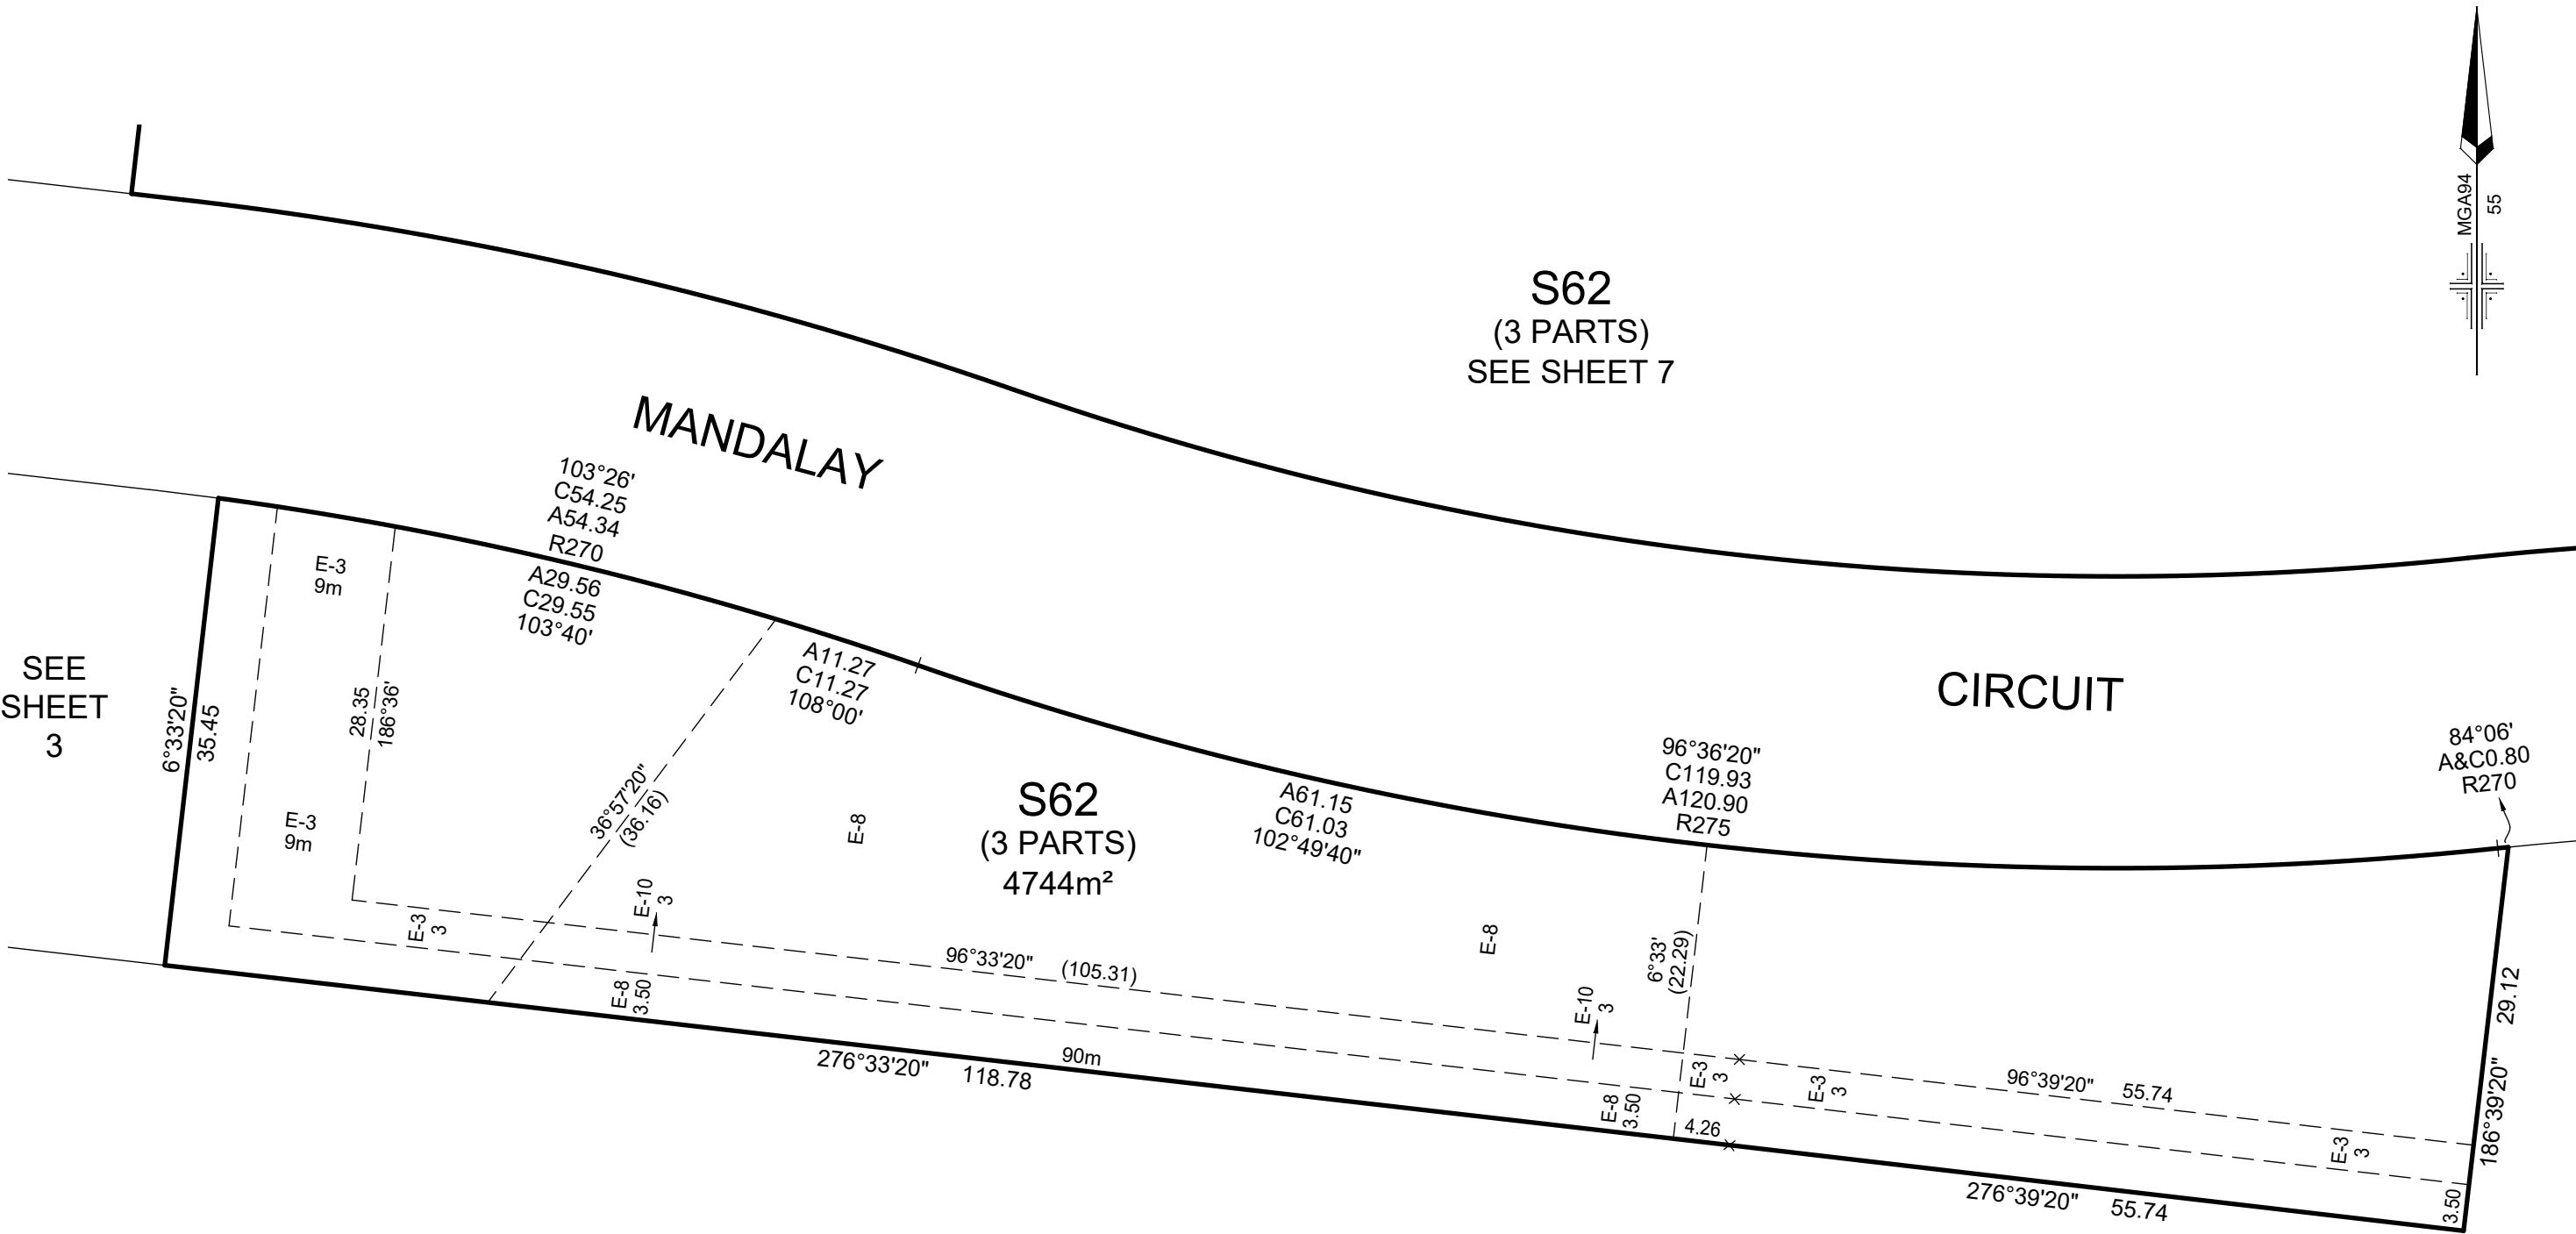 MGA94
55
S62
(3 PARTS)
SEE SHEET 7
MANDALAY
103°26'
C54.25
A54.34
R270
A29.56
C29.55
103°40'
E-3
9m
A11.27
C11.27
108°00'
SEE
SHEET
3
6°33'20"
35.45
28.35
186°36'
CIRCUIT
84°06'
A&C0.80
R270
96°36'20"
C119.93
A120.90
R275
A61.15
C61.03
102°49'40"
36°57'20"
(36.16)
E-8
S62
(3 PARTS)
4744m²
E-3
9m
E-10
3
E-3
3
E-8
96°33'20" (105.31)
6°33'
(22.29)
E-8
3.50
E-10
3
276°33'20" 118.78
90m
E-3
3
E-3
3
96°39'20" 55.74
E-8
3.50
4.26
29.12
186°39'20"
E-3
3
276°39'20" 55.74
3.50